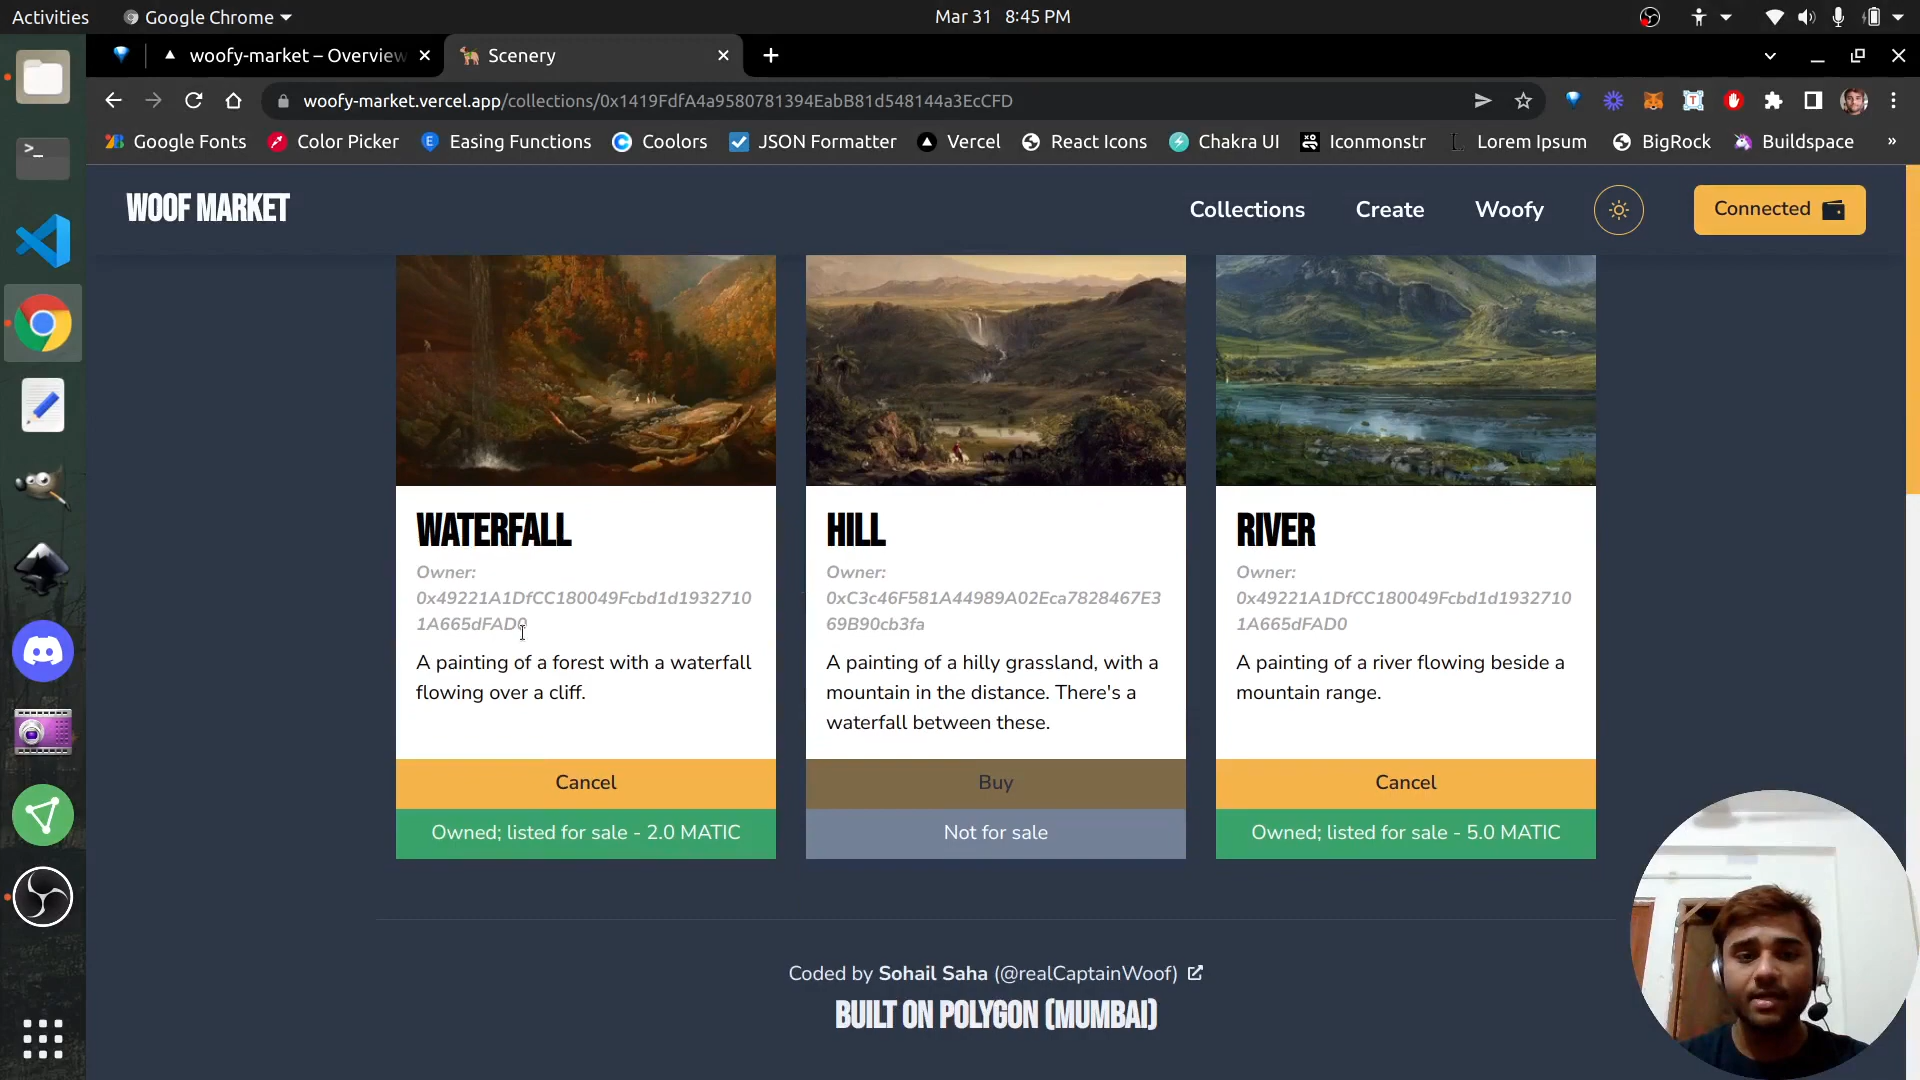 Activities
Google Chrome
Mar 31 8:45 PM
woofy-market – Overview
Scenery
woofy-market.vercel.app/collections/0x1419FdfA4a9580781394EabB81d548144a3EcCFD
Google Fonts
Color Picker
Easing Functions
Coolors
JSON Formatter
Vercel
React Icons
Chakra UI
Iconmonstr
Lorem Ipsum
BigRock
Buildspace
»
WOOF MARKET
Collections
Create
Woofy
Connected
WATERFALL
Owner:
0x49221A1DfCC180049Fcbd1d1932710
1A665dFAD0
A painting of a forest with a waterfall
flowing over a cliff.
Cancel
Owned; listed for sale - 2.0 MATIC
HILL
Owner:
0xC3c46F581A44989A02Eca7828467E3
69B90cb3fa
A painting of a hilly grassland, with a
mountain in the distance. There's a
waterfall between these.
Buy
Not for sale
RIVER
Owner:
0x49221A1DfCC180049Fcbd1d1932710
1A665dFAD0
A painting of a river flowing beside a
mountain range.
Cancel
Owned; listed for sale - 5.0 MATIC
Coded by Sohail Saha (@realCaptainWoof)
BUILT ON POLYGON (MUMBAI)